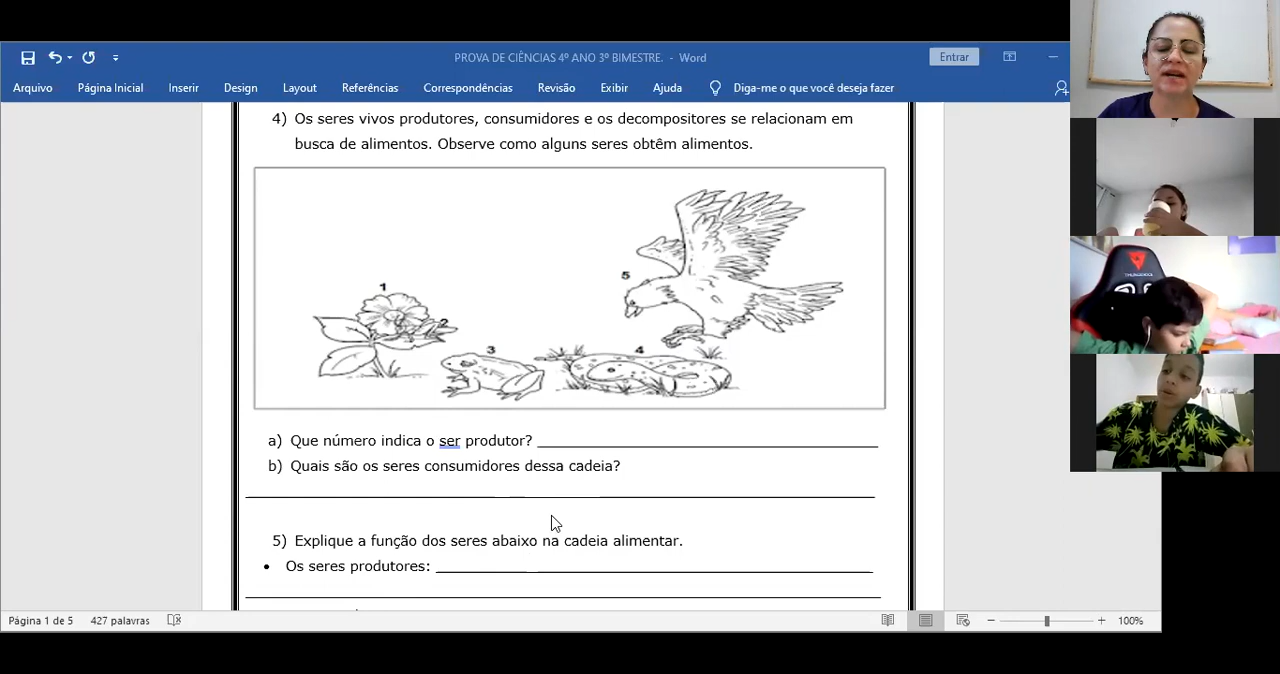 PROVA DE CIÊNCIAS 4º ANO 3º BIMESTRE. - Word
Entrar
Arquivo Página Inicial Inserir Design Layout Referências Correspondências Revisão Exibir Ajuda Diga-me o que você deseja fazer
4) Os seres vivos produtores, consumidores e os decompositores se relacionam em
busca de alimentos. Observe como alguns seres obtêm alimentos.
5
1
2
3
4
a) Que número indica o ser produtor? ____
b) Quais são os seres consumidores dessa cadeia?
5) Explique a função dos seres abaixo na cadeia alimentar.
• Os seres produtores: ____
Página 1 de 5 427 palavras
100%